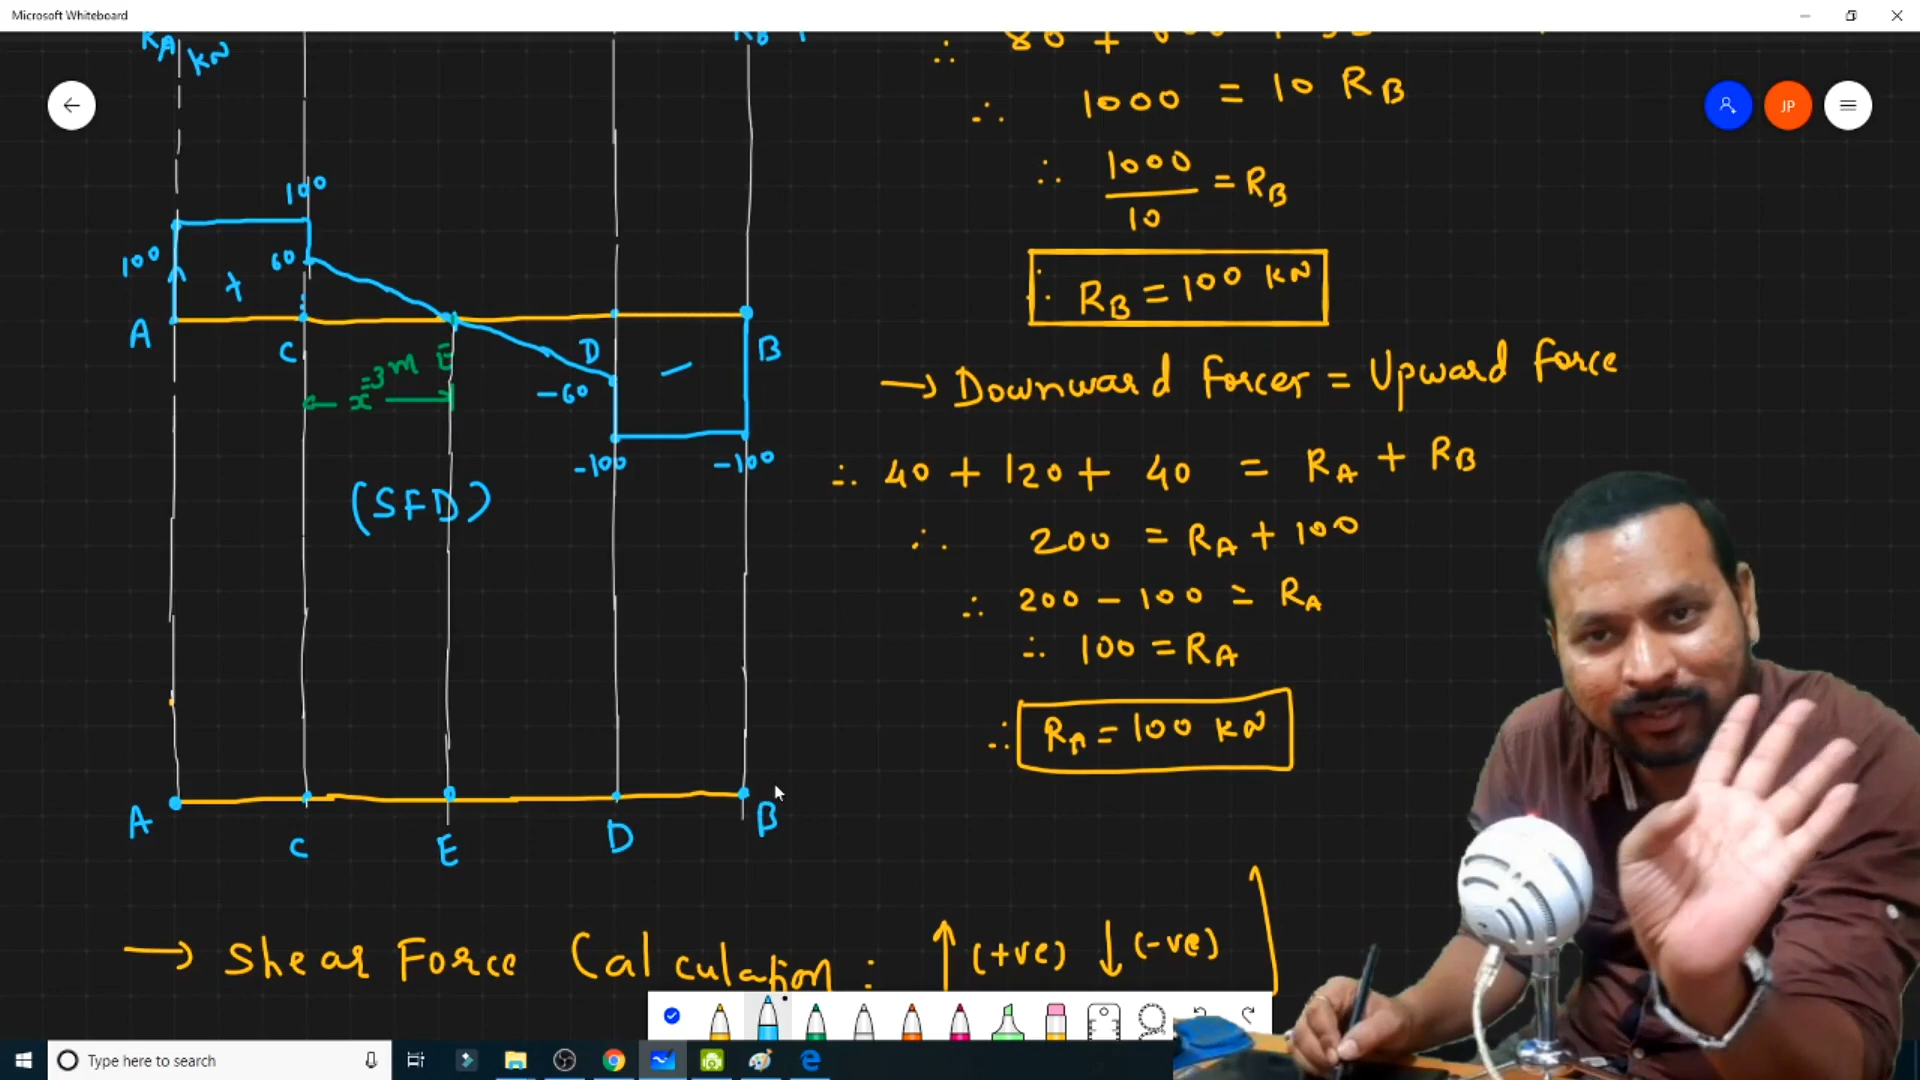 Microsoft Whiteboard
RA
kN
RB
∴ 1000 = 10 RB
∴ 1000/10 = RB
∴ RB = 100 kN
JP
100
100
60
+
A
C
E
D
B
=3m
x
-60
-
-100
-100
(SFD)
→ Downward forces = Upward force
∴ 40 + 120 + 40 = RA + RB
∴ 200 = RA + 100
∴ 200 - 100 = RA
∴ 100 = RA
∴ RA = 100 kN
A
C
E
D
B
→ Shear Force Calculation : ↑ (+ve) ↓ (-ve)
Type here to search